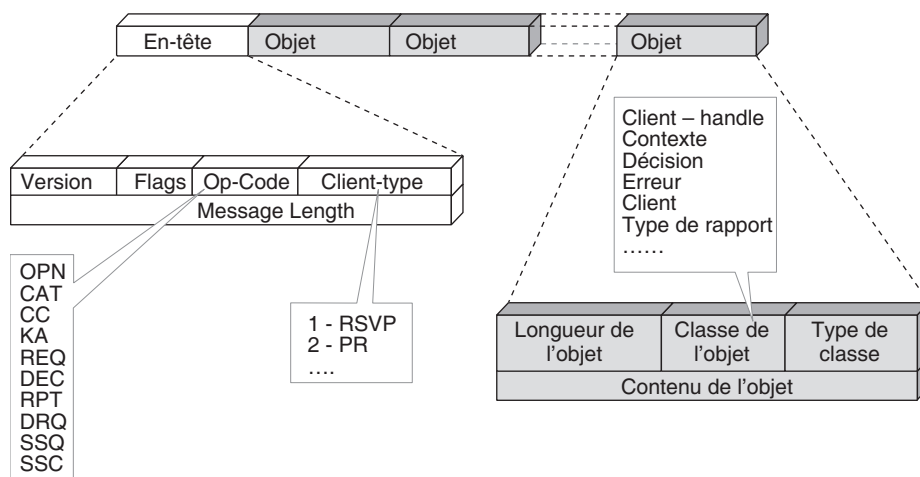 En-tête Objet Objet Objet
Client – handle
Contexte
Décision
Erreur
Client
Type de rapport
......
Version Flags Op-Code Client-type
Message Length
OPN
CAT
CC
KA
REQ
DEC
RPT
DRQ
SSQ
SSC
1 - RSVP
2 - PR
....
Longueur de l’objet
Classe de l’objet
Type de classe
Contenu de l’objet